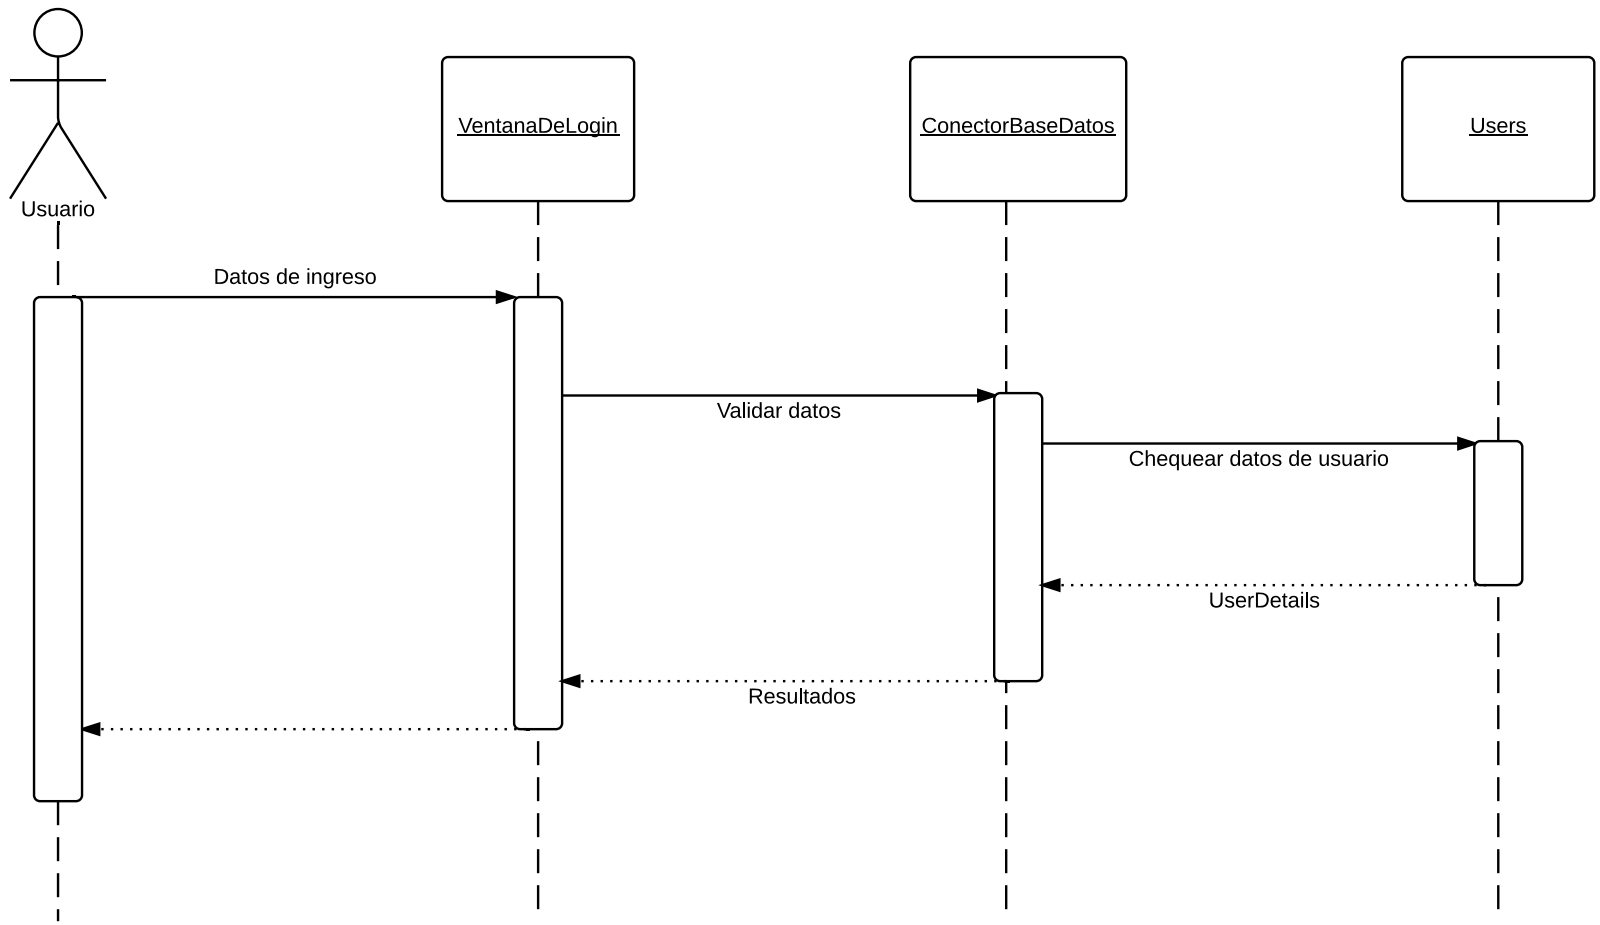 VentanaDeLogin
ConectorBaseDatos
Users
Usuario
Datos de ingreso
Validar datos
Chequear datos de usuario
UserDetails
Resultados